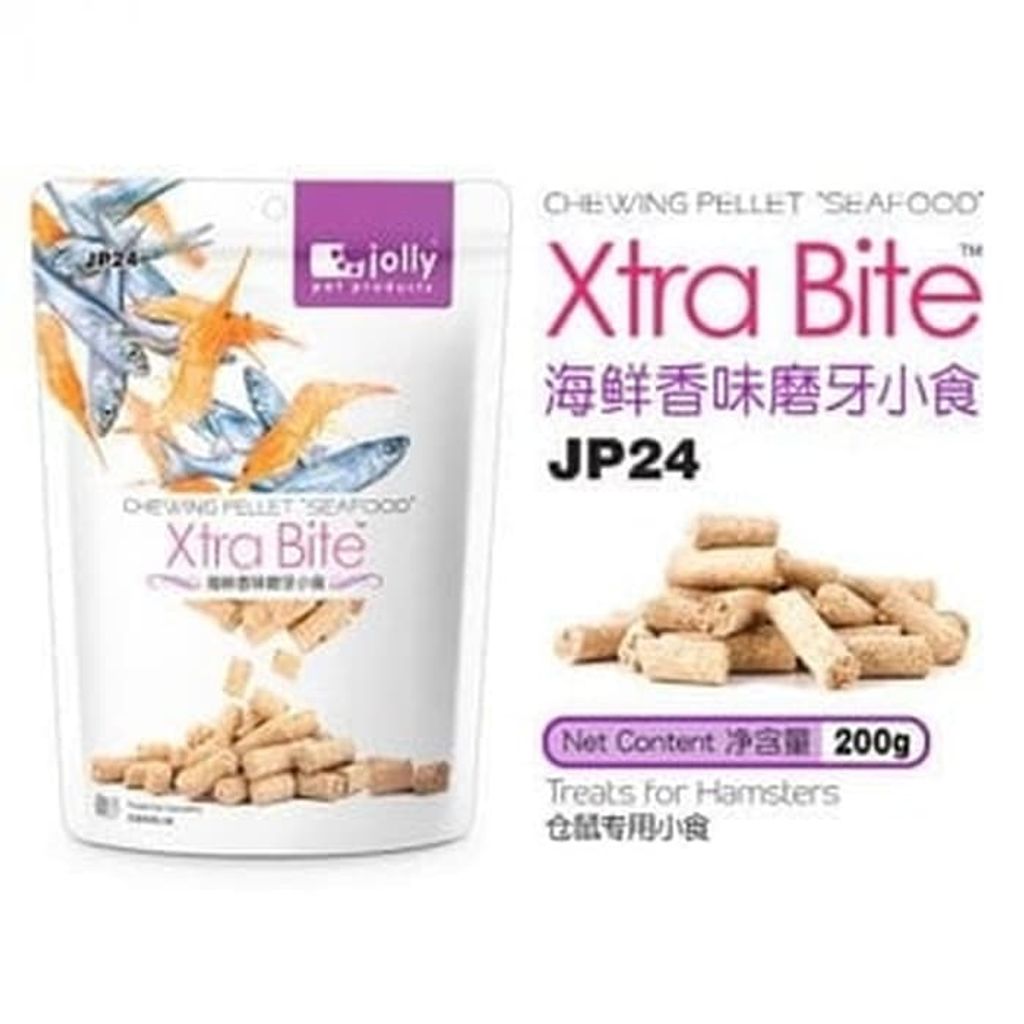 JP24
jolly
pet products
CHEWING PELLET "SEAFOOD"
Xtra Bite™
海鲜香味磨牙小食
CHEWING PELLET "SEAFOOD"
Xtra Bite™
海鲜香味磨牙小食
JP24
Net Content 净含量 200g
Treats for Hamsters
仓鼠专用小食